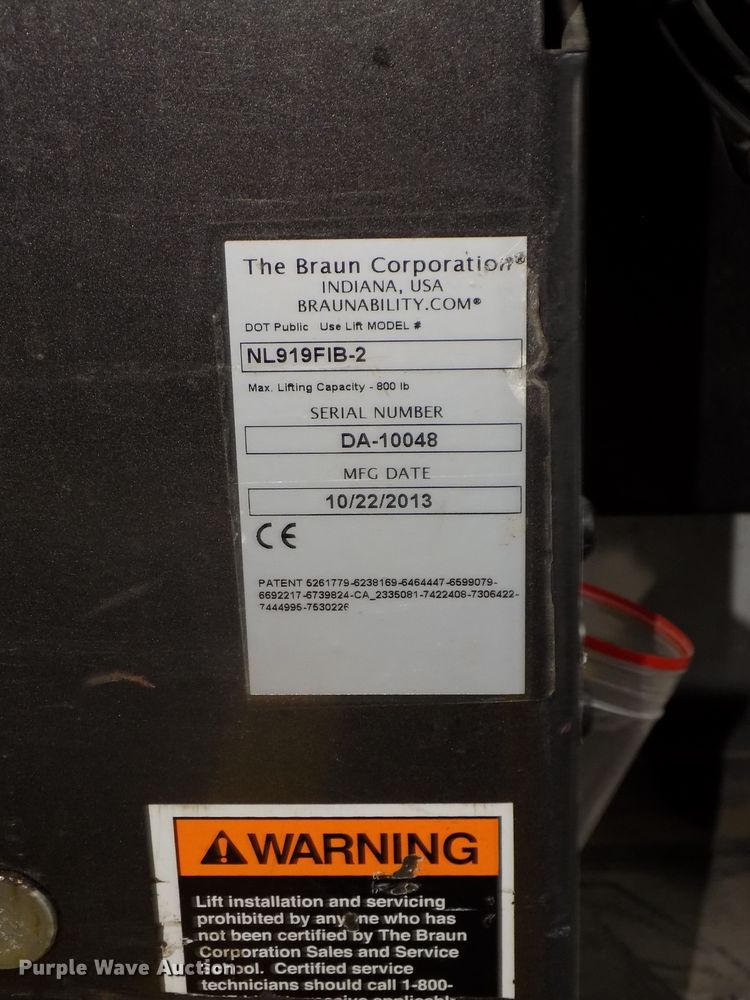 The Braun Corporation®
INDIANA, USA
BRAUNABILITY.COM®
DOT Public Use Lift MODEL #
NL919FIB-2
Max. Lifting Capacity - 800 lb
SERIAL NUMBER
DA-10048
MFG DATE
10/22/2013
CE
PATENT 5261779-6238169-6464447-6599079-
6692217-6739824-CA_2335081-7422408-7306422-
7444995-7530226
WARNING
Lift installation and servicing
prohibited by anyone who has
not been certified by The Braun
Corporation Sales and Service
School. Certified service
technicians should call 1-800-
Purple Wave Auction